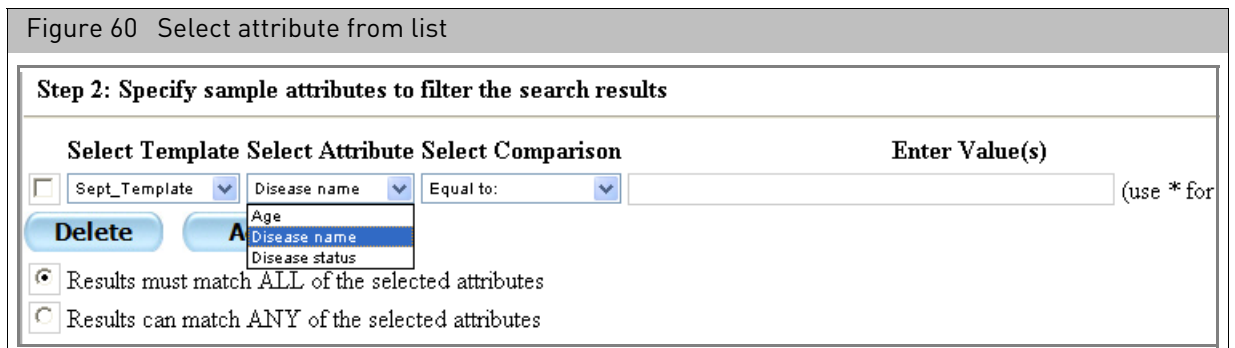 Figure 60 Select attribute from list
Step 2: Specify sample attributes to filter the search results
Select Template Select Attribute Select Comparison Enter Value(s)
Sept_Template Disease name Equal to: (use * for
Delete A
Age
Disease name
Disease status
Results must match ALL of the selected attributes
Results can match ANY of the selected attributes